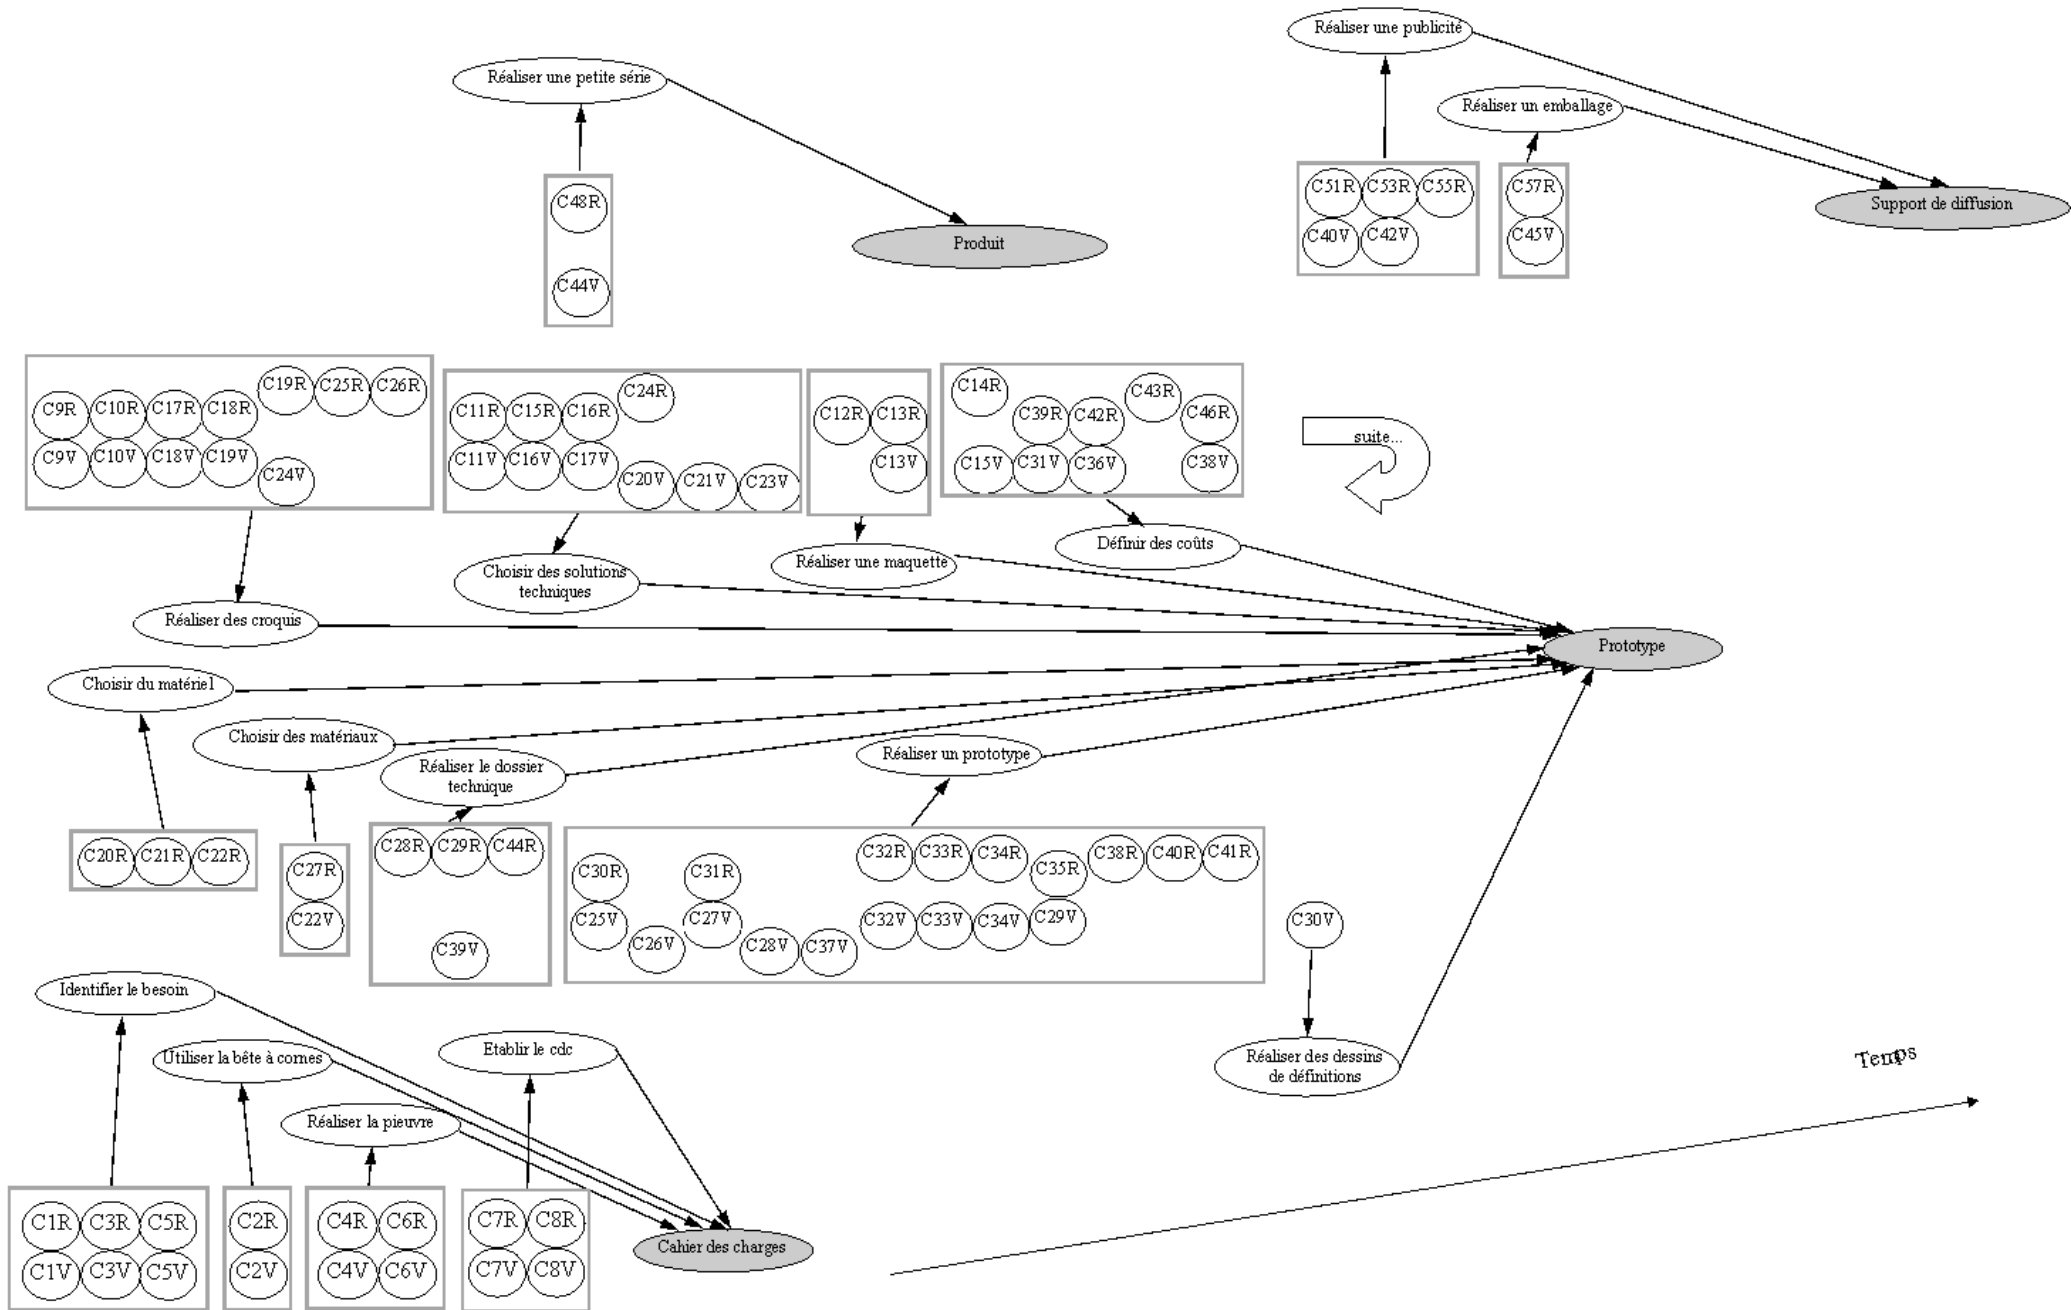 Réaliser une publicité
Réaliser une petite série
Réaliser un emballage
C48R
C44V
Produit
C51R C53R C55R
C40V C42V
C57R
C45V
Support de diffusion
C19R C25R C26R
C9R C10R C17R C18R
C9V C10V C18V C19V
C24V
C24R
C11R C15R C16R
C11V C16V C17V
C20V C21V C23V
C12R C13R
C13V
C14R C43R
C39R C42R C46R
C15V C31V C36V C38V
suite...
Réaliser des croquis
Choisir des solutions
techniques
Réaliser une maquette
Définir des coûts
Prototype
Choisir du matériel
Choisir des matériaux
Réaliser le dossier
technique
Réaliser un prototype
C20R C21R C22R
C27R
C22V
C28R C29R C44R
C39V
C32R C33R C34R C38R C40R C41R
C30R C31R C35R
C25V C27V C32V C33V C34V C29V
C26V C28V C37V
C30V
Réaliser des dessins
de définitions
Identifier le besoin
Utiliser la bête à cornes
Réaliser la pieuvre
Etablir le cdc
Temps
C1R C3R C5R
C1V C3V C5V
C2R
C2V
C4R C6R
C4V C6V
C7R C8R
C7V C8V
Cahier des charges